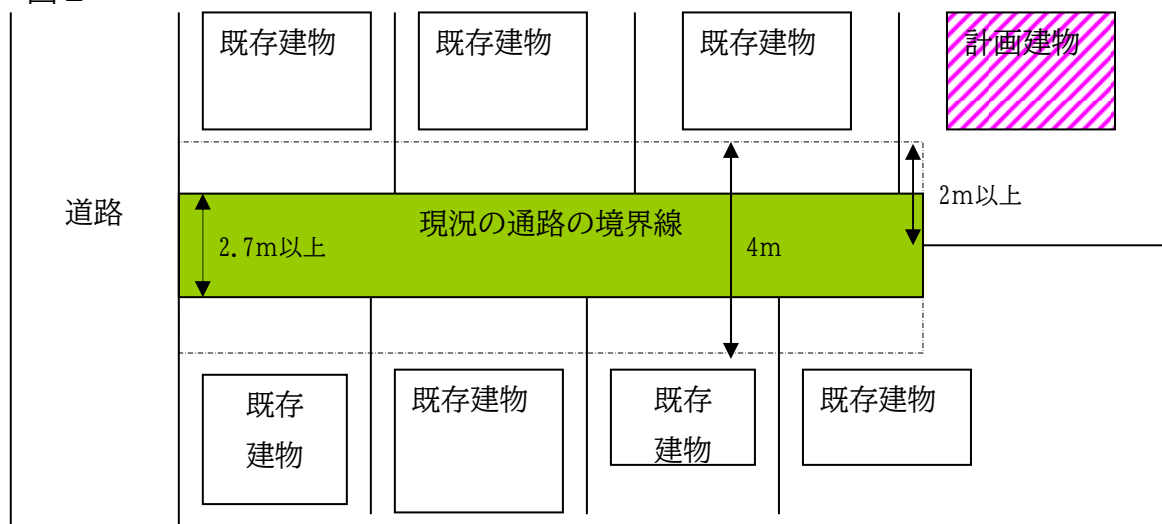 既存建物
既存建物
既存建物
計画建物
道路
現況の通路の境界線
2.7m以上
4m
2m以上
既存
建物
既存建物
既存
建物
既存建物